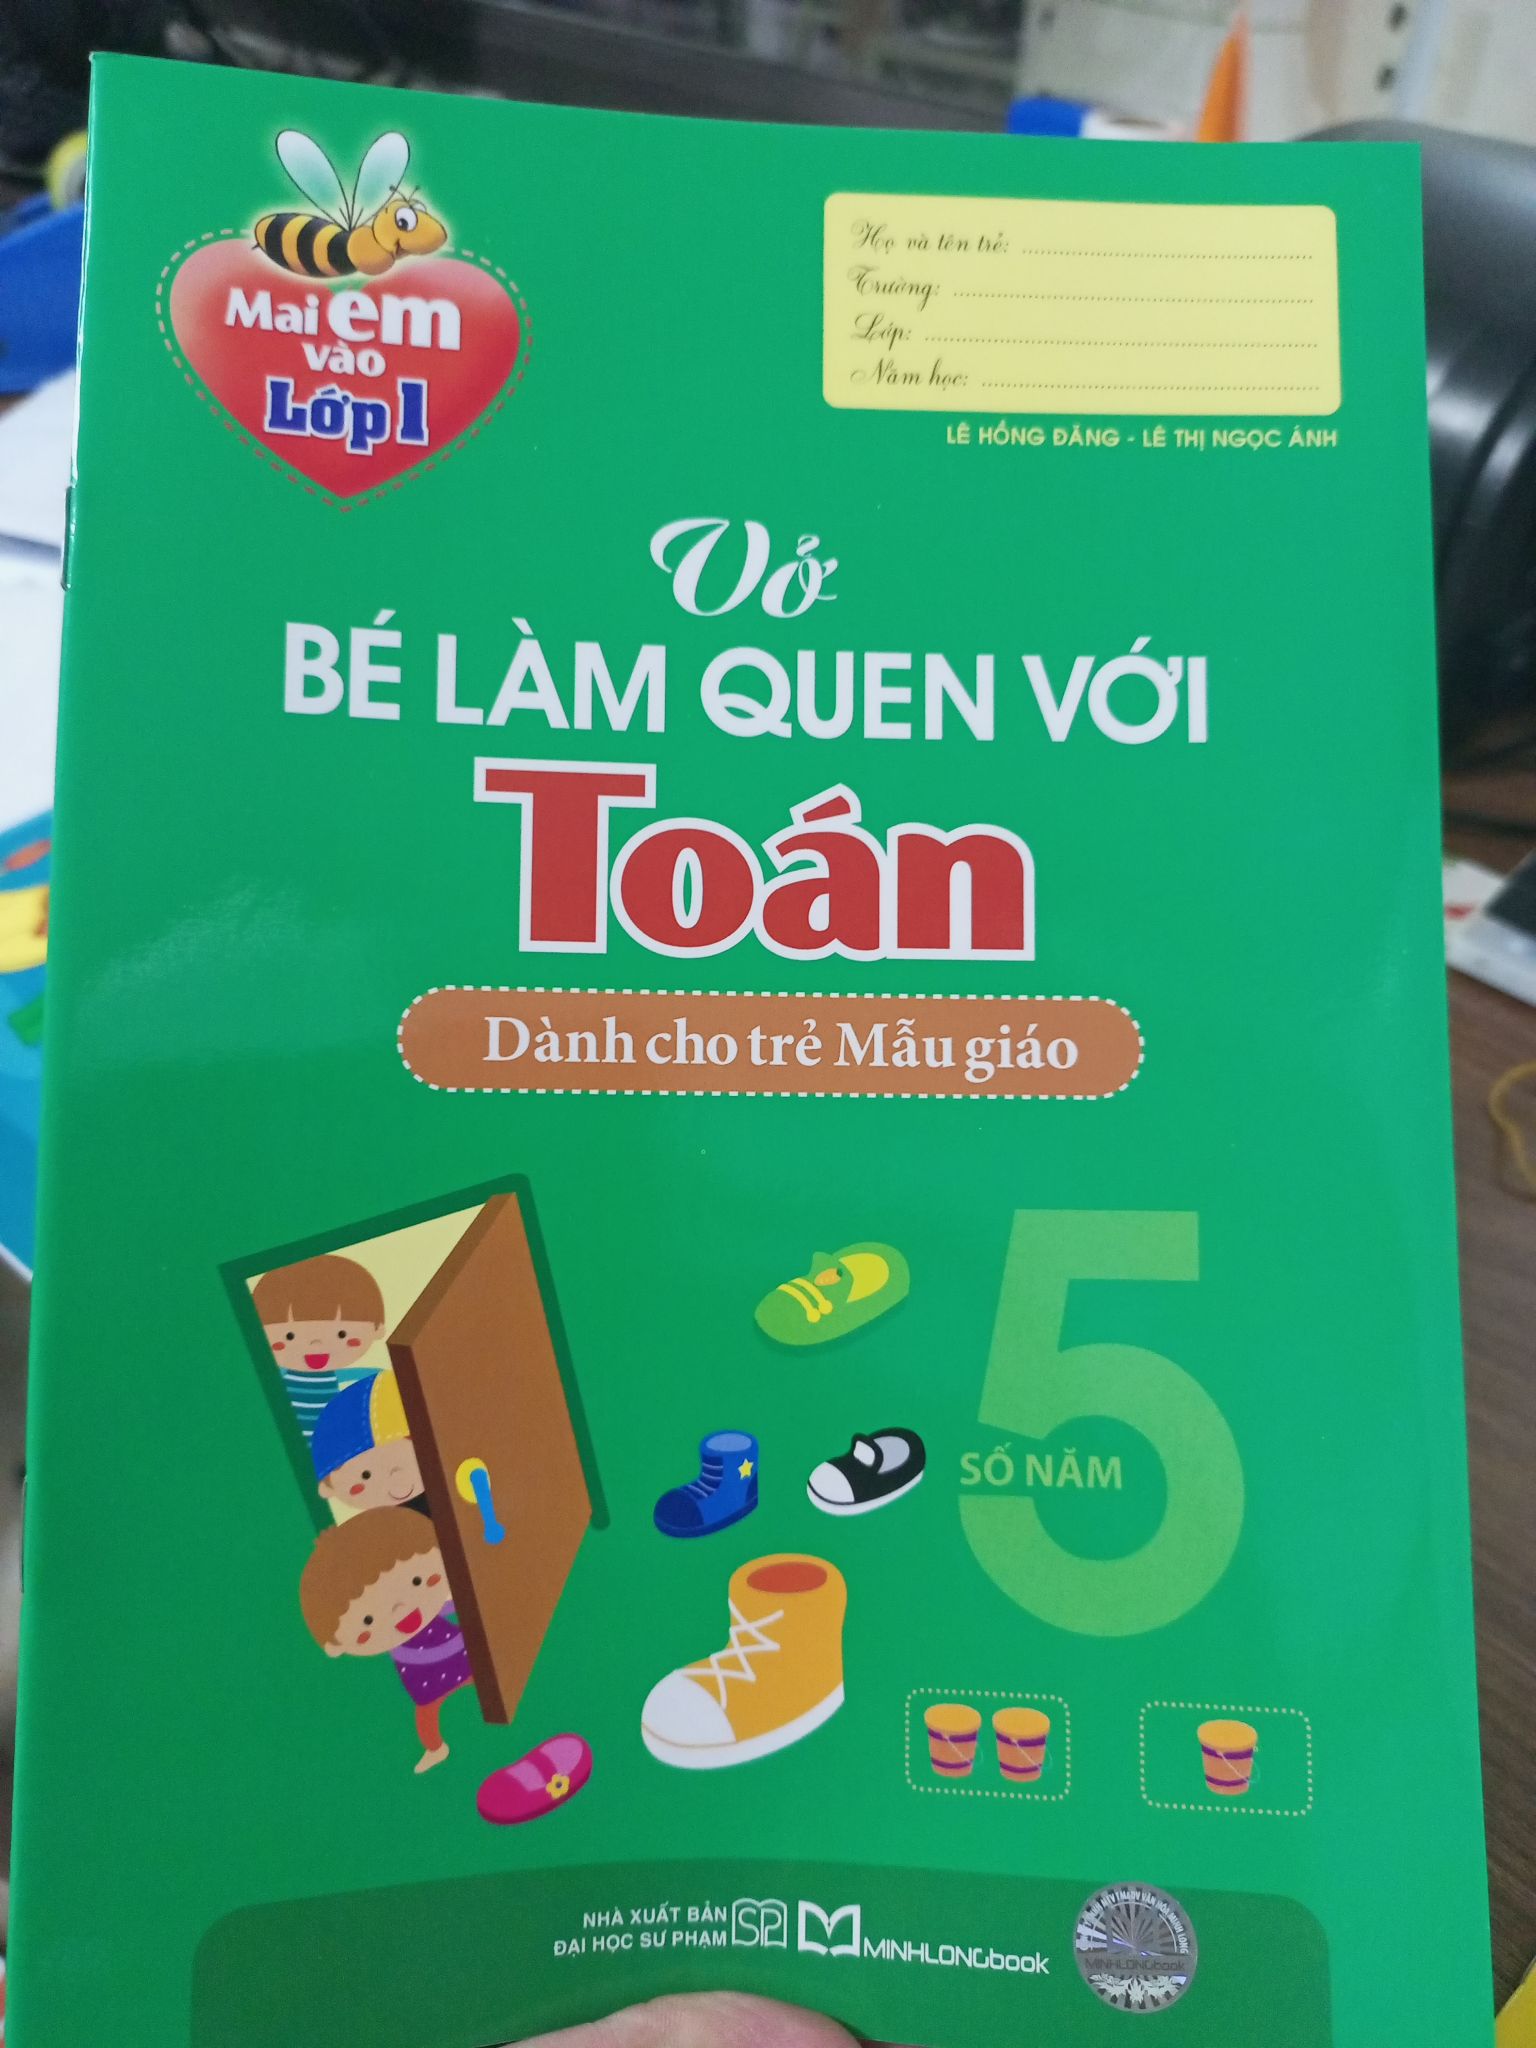 Mai em
vào
Lớp 1
Họ và tên trẻ:
Trường:
Lớp:
Năm học:
LÊ HỒNG ĐĂNG - LÊ THỊ NGỌC ÁNH
Vở
BÉ LÀM QUEN VỚI
Toán
Dành cho trẻ Mẫu giáo
5
SỐ NĂM
NHÀ XUẤT BẢN
ĐẠI HỌC SƯ PHẠM
SP
MINHLONGbook
MINHLONGbook